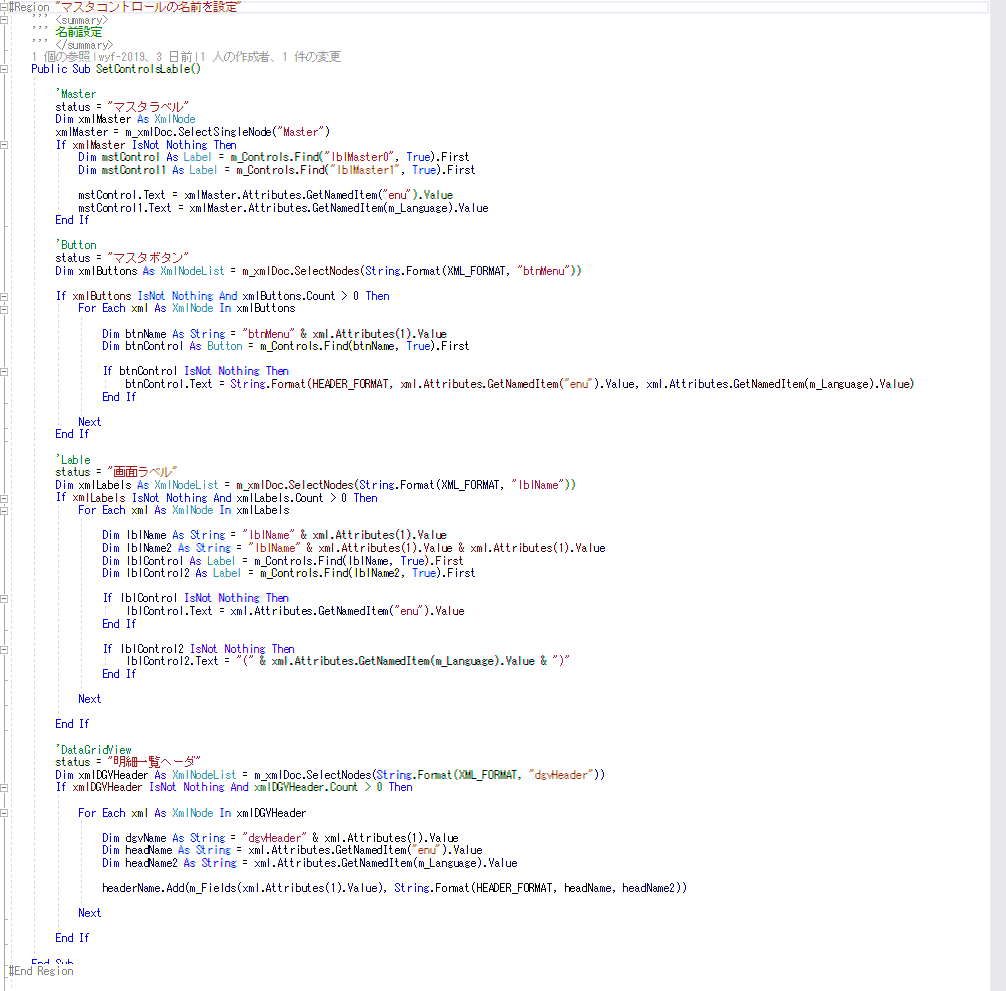 #Region "マスタコントロールの名前を設定"
''' <summary>
''' 名前設定
''' </summary>
1 個の参照|wyf-2019、3 日前|1 人の作成者、1 件の変更
Public Sub SetControlsLable()
'Master
status = "マスタラベル"
Dim xmlMaster As XmlNode
xmlMaster = m_xmlDoc.SelectSingleNode("Master")
If xmlMaster IsNot Nothing Then
Dim mstControl As Label = m_Controls.Find("lblMaster0", True).First
Dim mstControl1 As Label = m_Controls.Find("lblMaster1", True).First
mstControl.Text = xmlMaster.Attributes.GetNamedItem("enu").Value
mstControl1.Text = xmlMaster.Attributes.GetNamedItem(m_Language).Value
End If
'Button
status = "マスタボタン"
Dim xmlButtons As XmlNodeList = m_xmlDoc.SelectNodes(String.Format(XML_FORMAT, "btnMenu"))
If xmlButtons IsNot Nothing And xmlButtons.Count > 0 Then
For Each xml As XmlNode In xmlButtons
Dim btnName As String = "btnMenu" & xml.Attributes(1).Value
Dim btnControl As Button = m_Controls.Find(btnName, True).First
If btnControl IsNot Nothing Then
btnControl.Text = String.Format(HEADER_FORMAT, xml.Attributes.GetNamedItem("enu").Value, xml.Attributes.GetNamedItem(m_Language).Value)
End If
Next
End If
'Lable
status = "画面ラベル"
Dim xmlLabels As XmlNodeList = m_xmlDoc.SelectNodes(String.Format(XML_FORMAT, "lblName"))
If xmlLabels IsNot Nothing And xmlLabels.Count > 0 Then
For Each xml As XmlNode In xmlLabels
Dim lblName As String = "lblName" & xml.Attributes(1).Value
Dim lblName2 As String = "lblName" & xml.Attributes(1).Value & xml.Attributes(1).Value
Dim lblControl As Label = m_Controls.Find(lblName, True).First
Dim lblControl2 As Label = m_Controls.Find(lblName2, True).First
If lblControl IsNot Nothing Then
lblControl.Text = xml.Attributes.GetNamedItem("enu").Value
End If
If lblControl2 IsNot Nothing Then
lblControl2.Text = "(" & xml.Attributes.GetNamedItem(m_Language).Value & ")"
End If
Next
End If
'DataGridView
status = "明細一覧ヘーダ"
Dim xmlDGVHeader As XmlNodeList = m_xmlDoc.SelectNodes(String.Format(XML_FORMAT, "dgvHeader"))
If xmlDGVHeader IsNot Nothing And xmlDGVHeader.Count > 0 Then
For Each xml As XmlNode In xmlDGVHeader
Dim dgvName As String = "dgvHeader" & xml.Attributes(1).Value
Dim headName As String = xml.Attributes.GetNamedItem("enu").Value
Dim headName2 As String = xml.Attributes.GetNamedItem(m_Language).Value
headerName.Add(m_Fields(xml.Attributes(1).Value), String.Format(HEADER_FORMAT, headName, headName2))
Next
End If
End Sub
#End Region